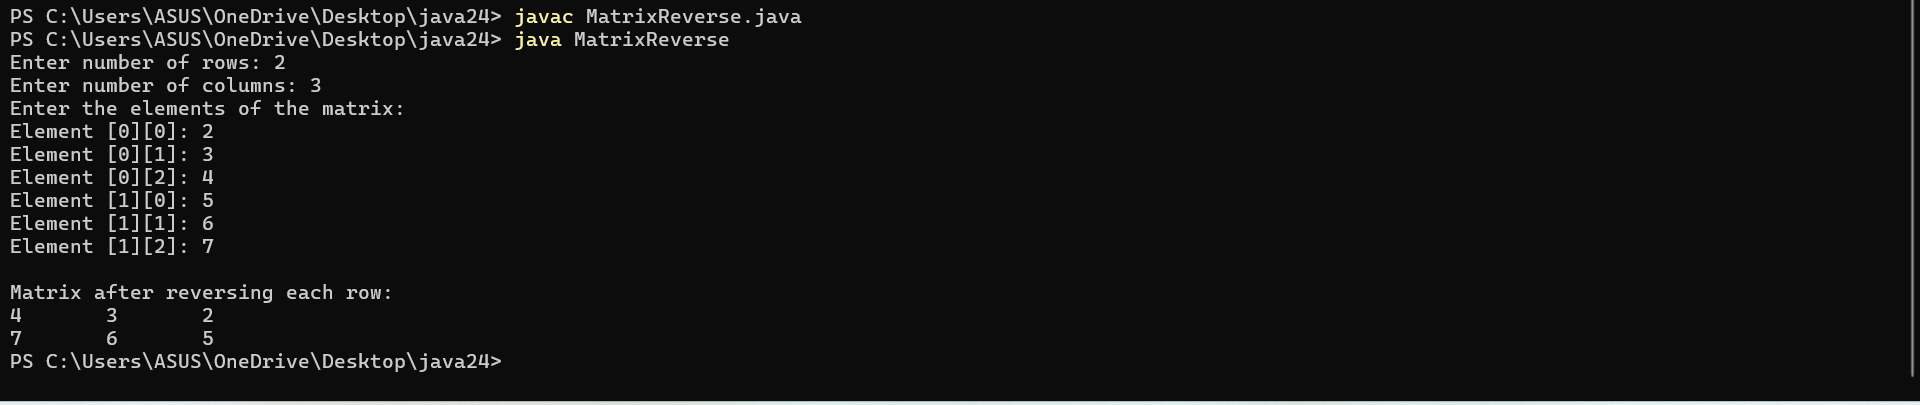 PS C:\Users\ASUS\OneDrive\Desktop\java24> javac MatrixReverse.java
PS C:\Users\ASUS\OneDrive\Desktop\java24> java MatrixReverse
Enter number of rows: 2
Enter number of columns: 3
Enter the elements of the matrix:
Element [0][0]: 2
Element [0][1]: 3
Element [0][2]: 4
Element [1][0]: 5
Element [1][1]: 6
Element [1][2]: 7

Matrix after reversing each row:
4       3       2
7       6       5
PS C:\Users\ASUS\OneDrive\Desktop\java24>